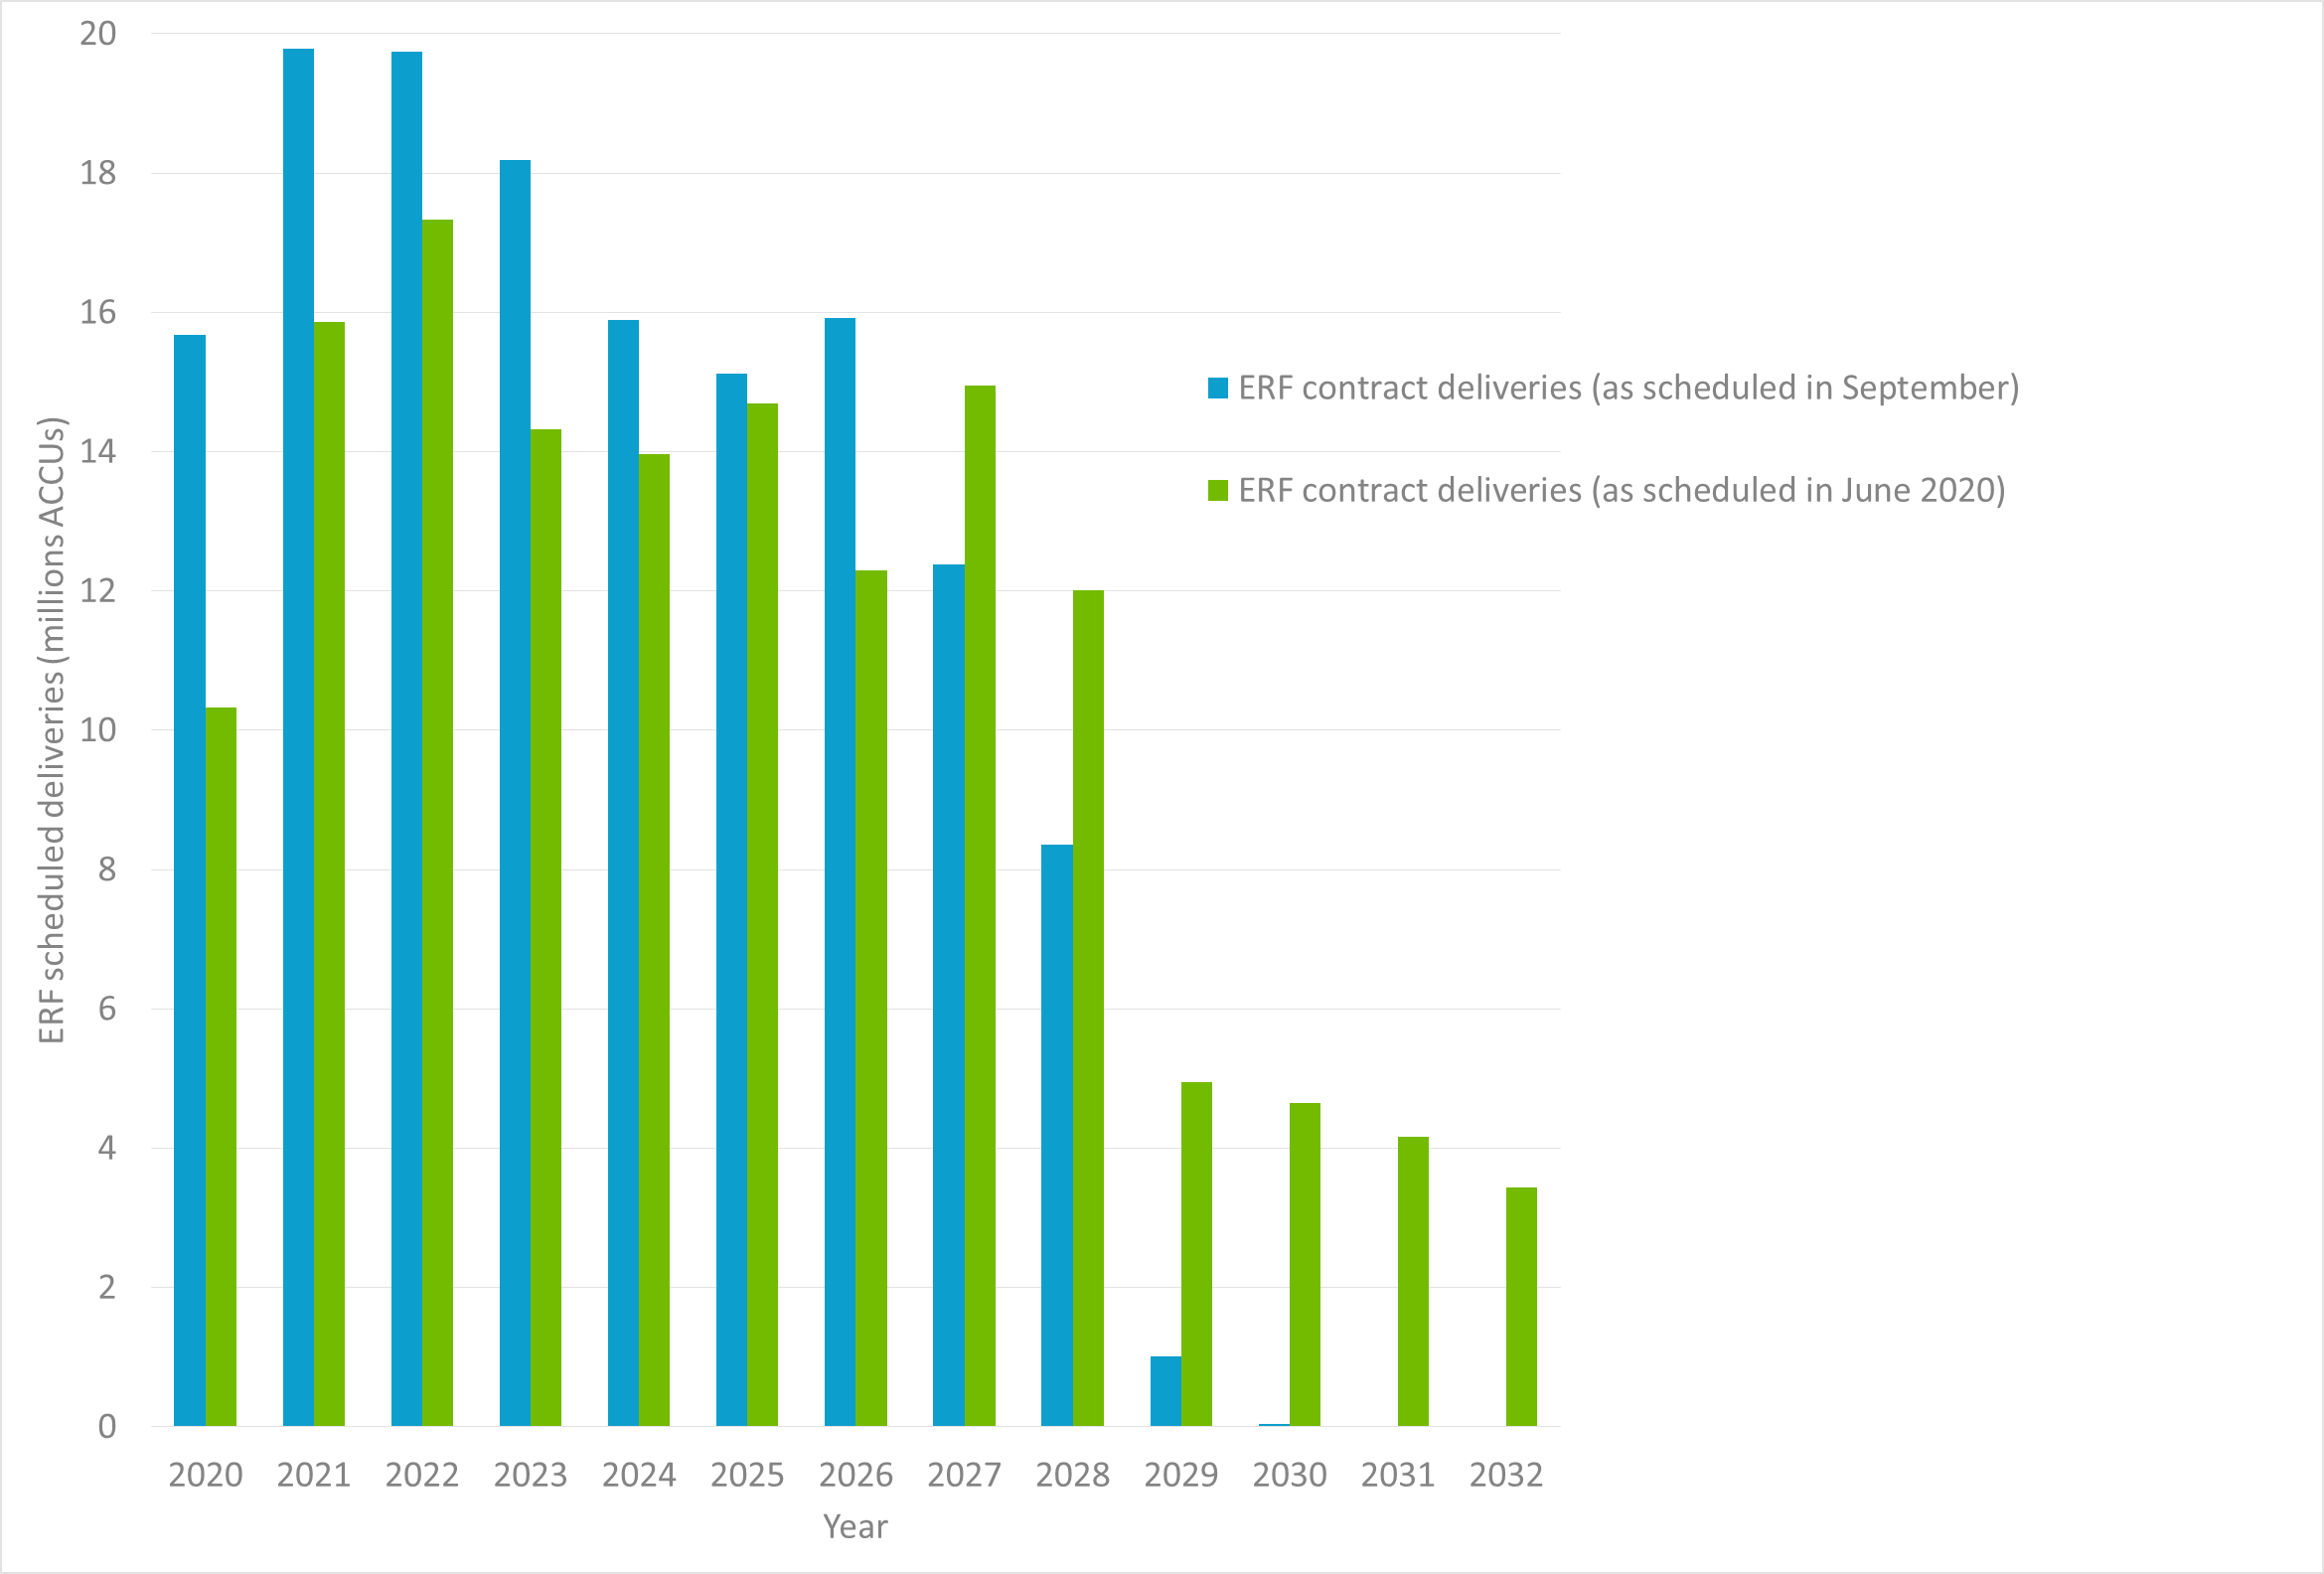 20
18
16
14
12
10
8
6
4
2
0
ERF scheduled deliveries (millions ACCUs)
ERF contract deliveries (as scheduled in September)
ERF contract deliveries (as scheduled in June 2020)
2020 2021 2022 2023 2024 2025 2026 2027 2028 2029 2030 2031 2032
Year